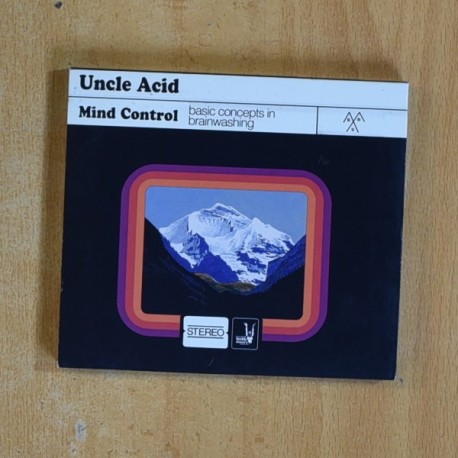 Uncle Acid
Mind Control
basic concepts in
brainwashing
STEREO